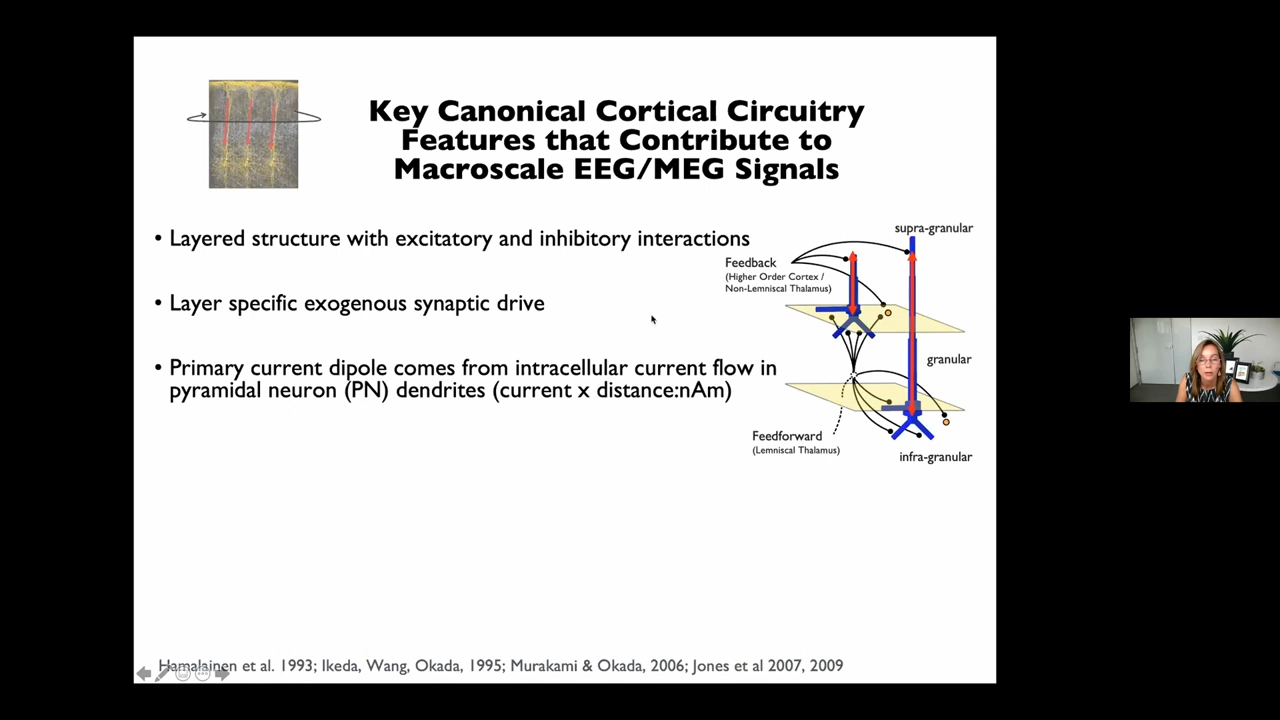 Key Canonical Cortical Circuitry
Features that Contribute to
Macroscale EEG/MEG Signals
• Layered structure with excitatory and inhibitory interactions
• Layer specific exogenous synaptic drive
• Primary current dipole comes from intracellular current flow in
pyramidal neuron (PN) dendrites (current x distance:nAm)
supra-granular
Feedback
(Higher Order Cortex /
Non-Lemniscal Thalamus)
granular
Feedforward
(Lemniscal Thalamus)
infra-granular
Hamalainen et al. 1993; Ikeda, Wang, Okada, 1995; Murakami & Okada, 2006; Jones et al 2007, 2009